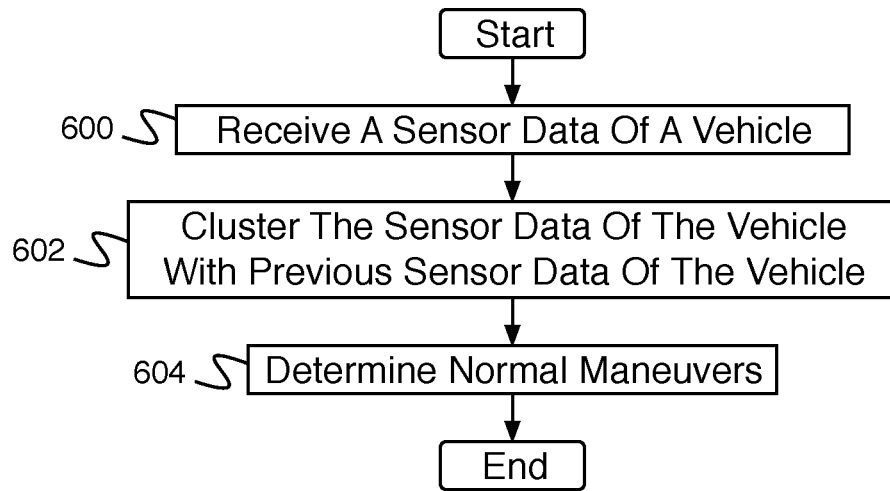 Start
600 Receive A Sensor Data Of A Vehicle
Cluster The Sensor Data Of The Vehicle
602
With Previous Sensor Data Of The Vehicle
604 Determine Normal Maneuvers
End